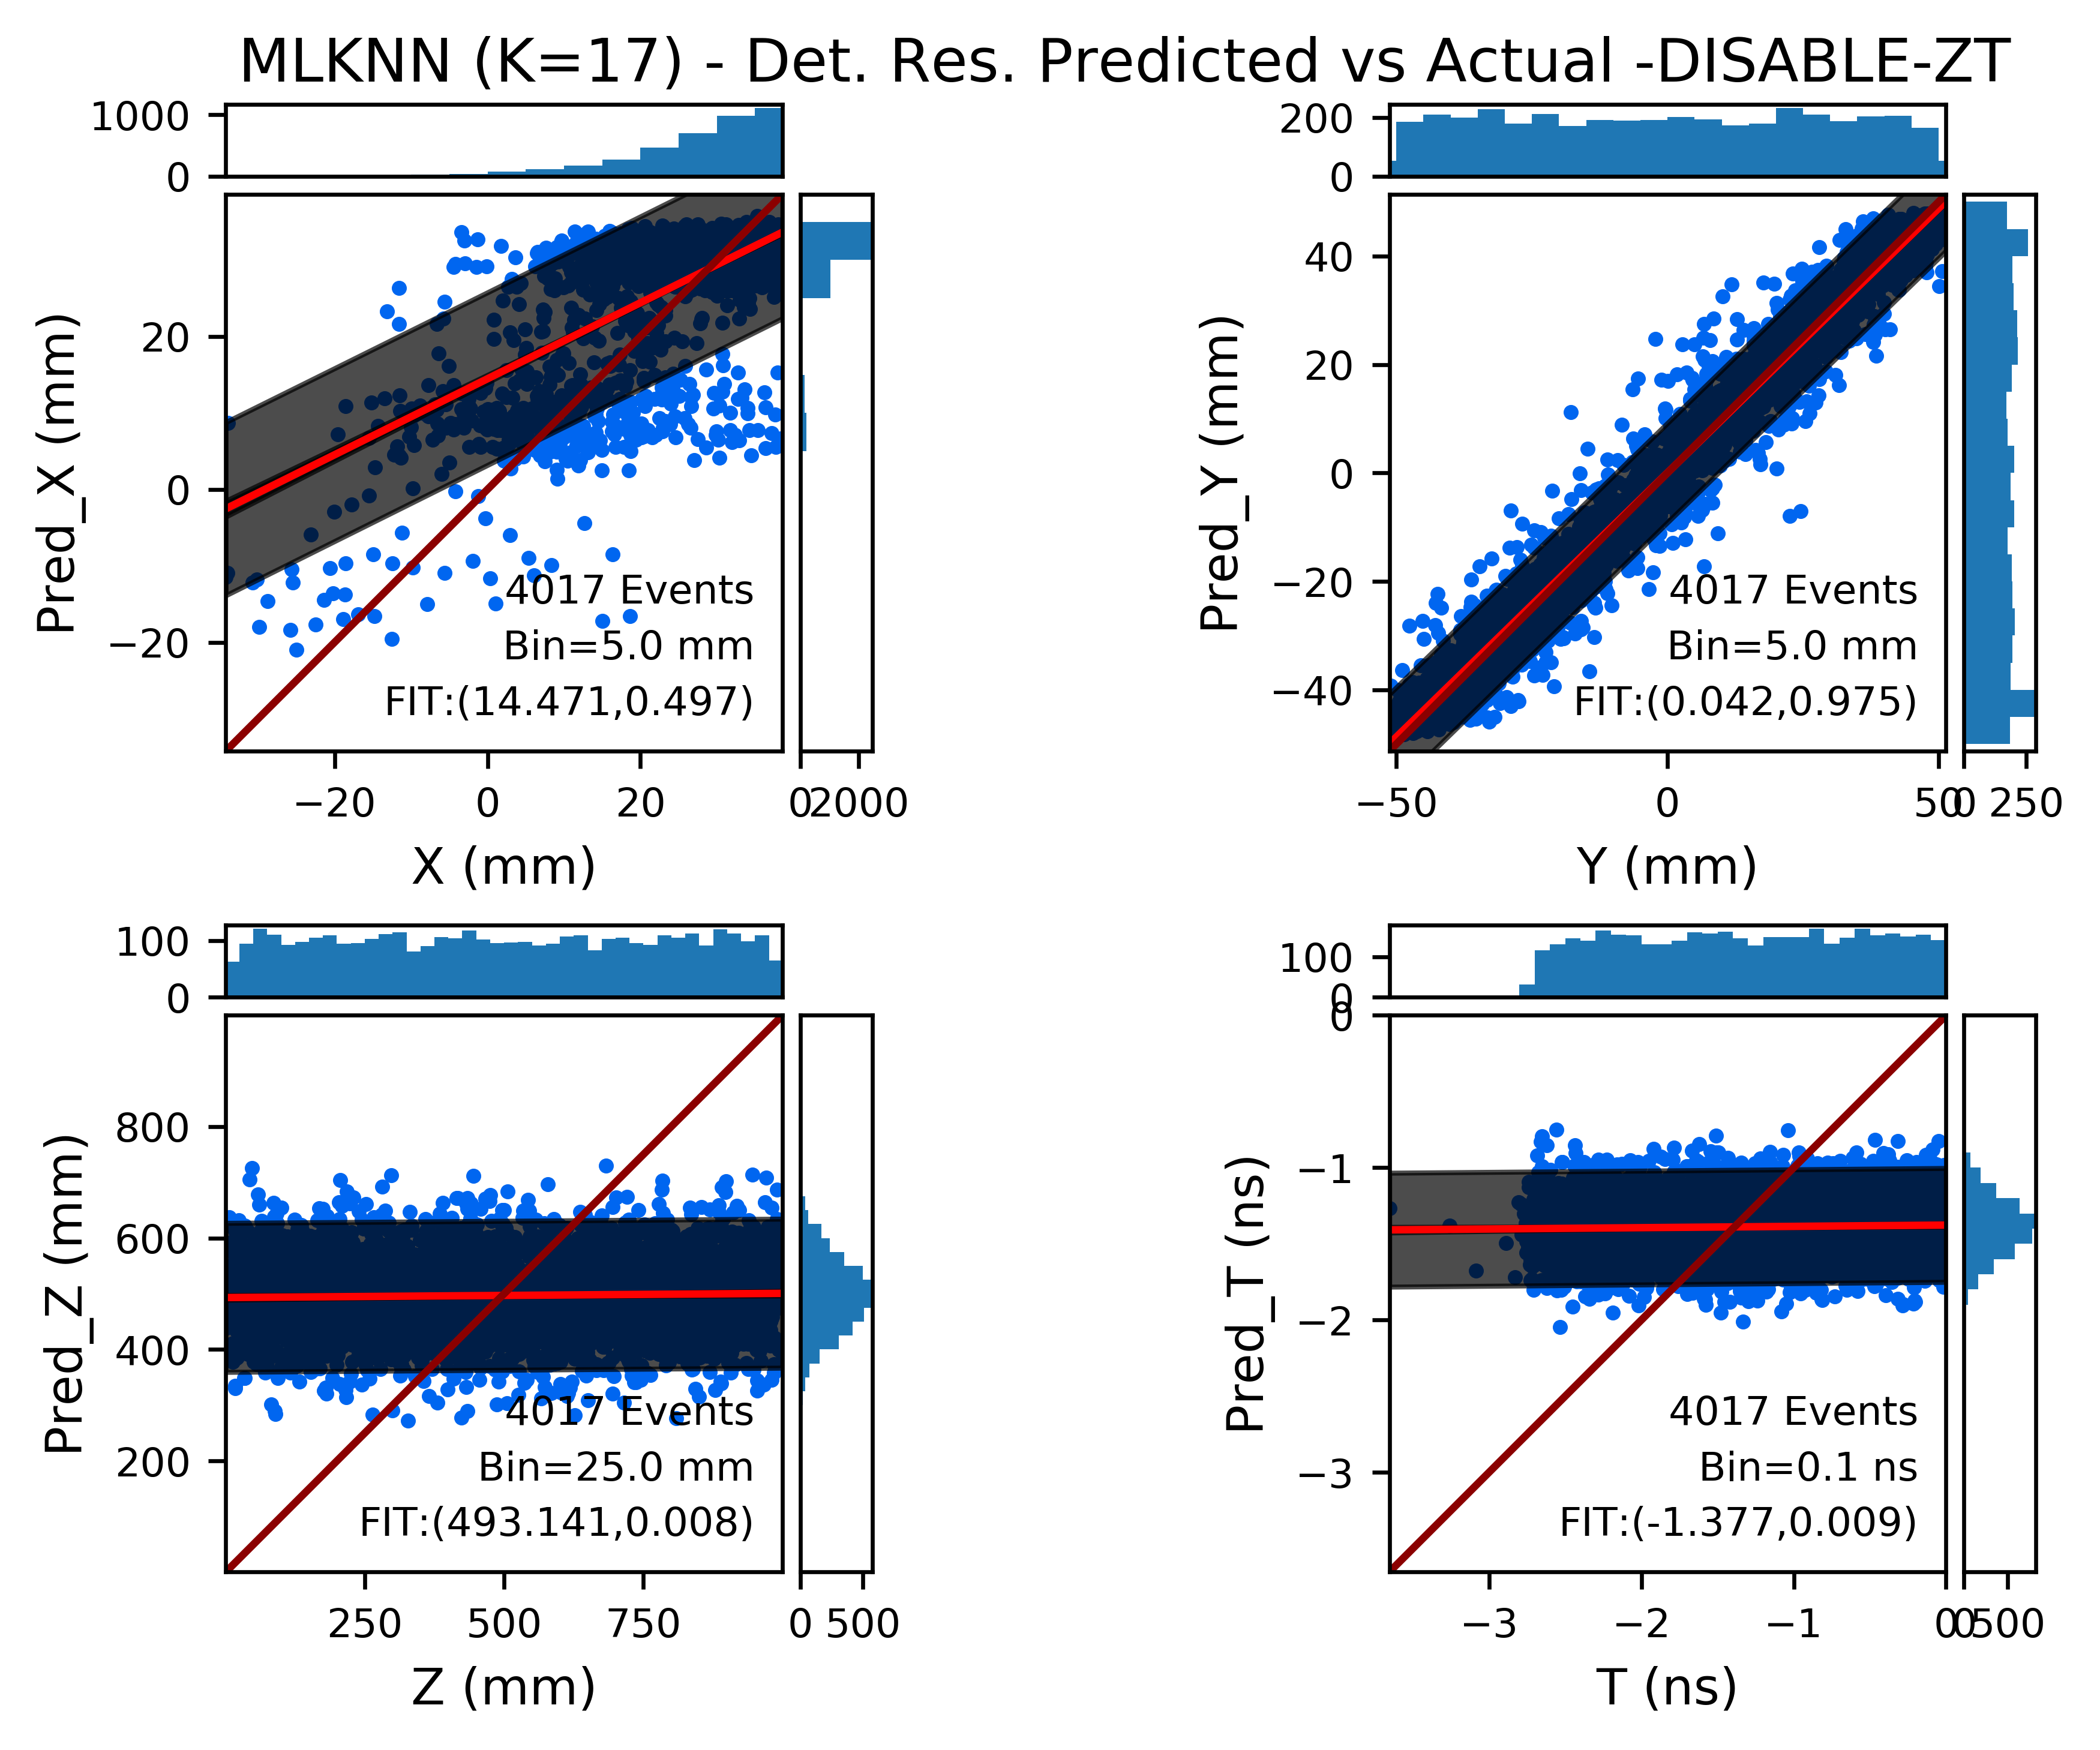 MLKNN (K=17) - Det. Res. Predicted vs Actual -DISABLE-ZT
1000
0
Pred_X (mm)
20
0
−20
4017 Events
Bin=5.0 mm
FIT:(14.471,0.497)
−20 0 20 0 2000
X (mm)
200
0
Pred_Y (mm)
40
20
0
−20
−40
4017 Events
Bin=5.0 mm
FIT:(0.042,0.975)
−50 0 50 0 250
Y (mm)
100
0
Pred_Z (mm)
800
600
400
200
4017 Events
Bin=25.0 mm
FIT:(493.141,0.008)
250 500 750 0 500
Z (mm)
100
0
0
Pred_T (ns)
−1
−2
−3
4017 Events
Bin=0.1 ns
FIT:(-1.377,0.009)
−3 −2 −1 0 0 500
T (ns)